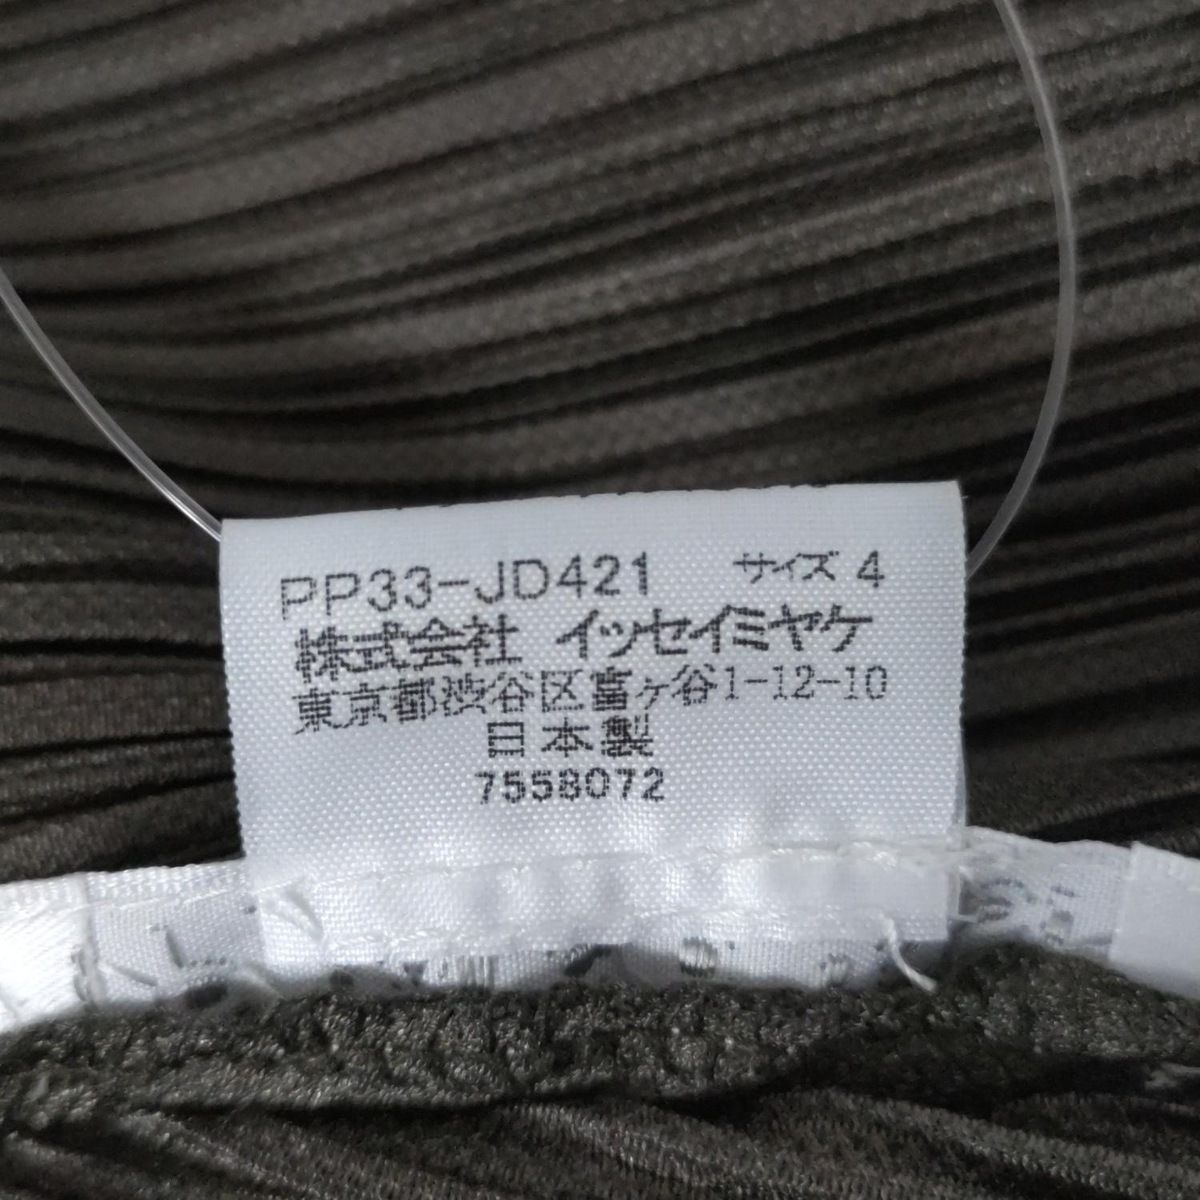 PP33-JD421 サイズ 4
株式会社 イッセイミヤケ
東京都渋谷区富ヶ谷1-12-10
日本製
7558072